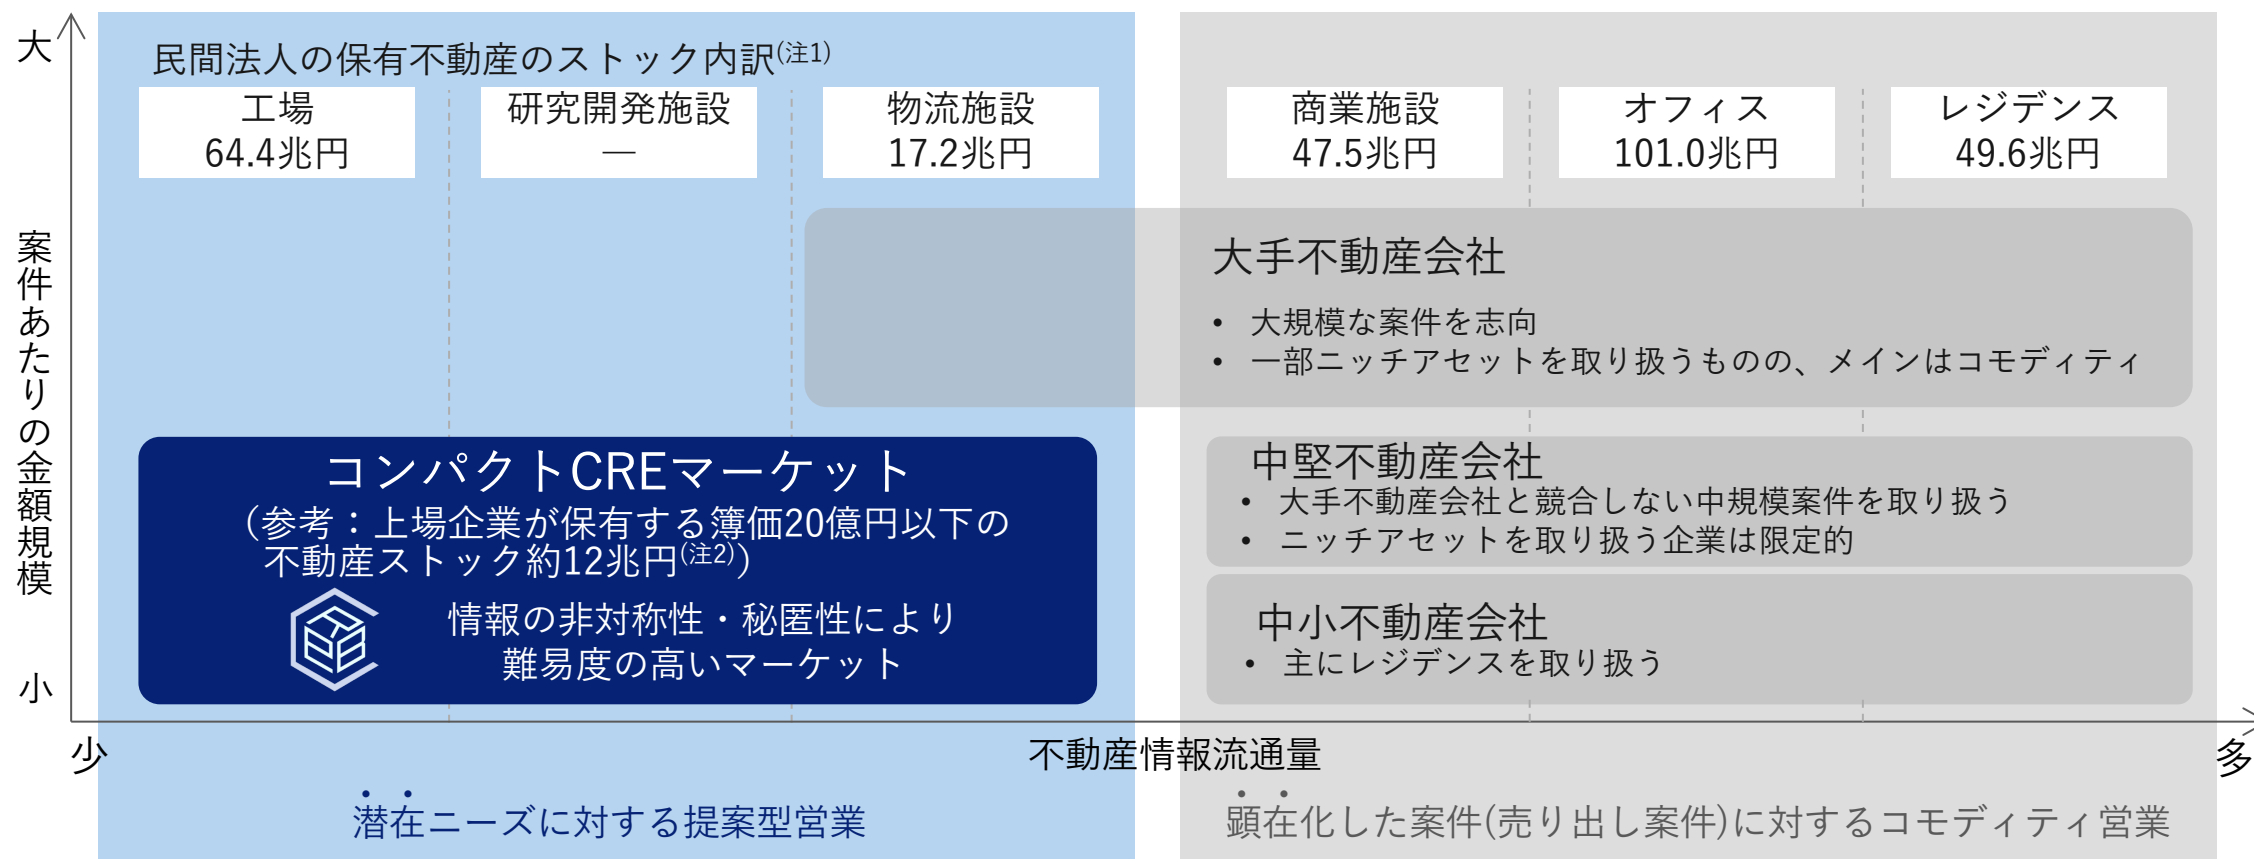 大
案件あたりの金額規模
小
民間法人の保有不動産のストック内訳(注1)
工場
64.4兆円
研究開発施設
—
物流施設
17.2兆円
商業施設
47.5兆円
オフィス
101.0兆円
レジデンス
49.6兆円
大手不動産会社
• 大規模な案件を志向
• 一部ニッチアセットを取り扱うものの、メインはコモディティ
コンパクトCREマーケット
（参考：上場企業が保有する簿価20億円以下の
不動産ストック約12兆円(注2)）
情報の非対称性・秘匿性により
難易度の高いマーケット
中堅不動産会社
• 大手不動産会社と競合しない中規模案件を取り扱う
• ニッチアセットを取り扱う企業は限定的
中小不動産会社
• 主にレジデンスを取り扱う
少
不動産情報流通量
多
潜在ニーズに対する提案型営業
顕在化した案件(売り出し案件)に対するコモディティ営業